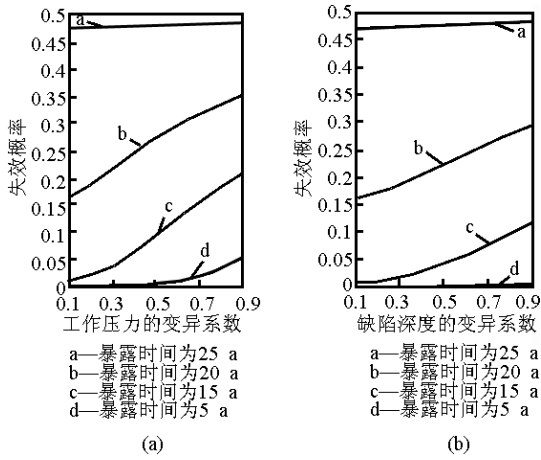 0.5
0.45
0.4
0.35
0.3
0.25
0.2
0.15
0.1
0.05
0
失效概率
a
b
c
d
0.1 0.3 0.5 0.7 0.9
工作压力的变异系数
a—暴露时间为25 a
b—暴露时间为20 a
c—暴露时间为15 a
d—暴露时间为5 a
(a)
0.5
0.45
0.4
0.35
0.3
0.25
0.2
0.15
0.1
0.05
0
失效概率
a
b
c
d
0.1 0.3 0.5 0.7 0.9
缺陷深度的变异系数
a—暴露时间为25 a
b—暴露时间为20 a
c—暴露时间为15 a
d—暴露时间为5 a
(b)